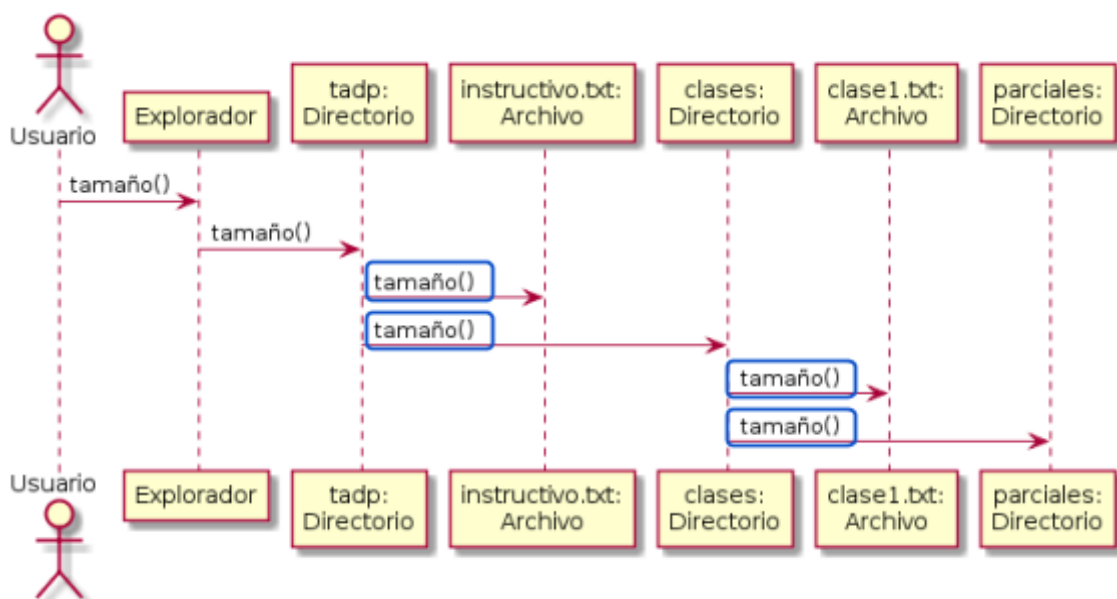 Usuario
Explorador
tadp:
Directorio
instructivo.txt:
Archivo
clases:
Directorio
clase1.txt:
Archivo
parciales:
Directorio
tamaño()
tamaño()
tamaño()
tamaño()
tamaño()
tamaño()
Usuario
Explorador
tadp:
Directorio
instructivo.txt:
Archivo
clases:
Directorio
clase1.txt:
Archivo
parciales:
Directorio